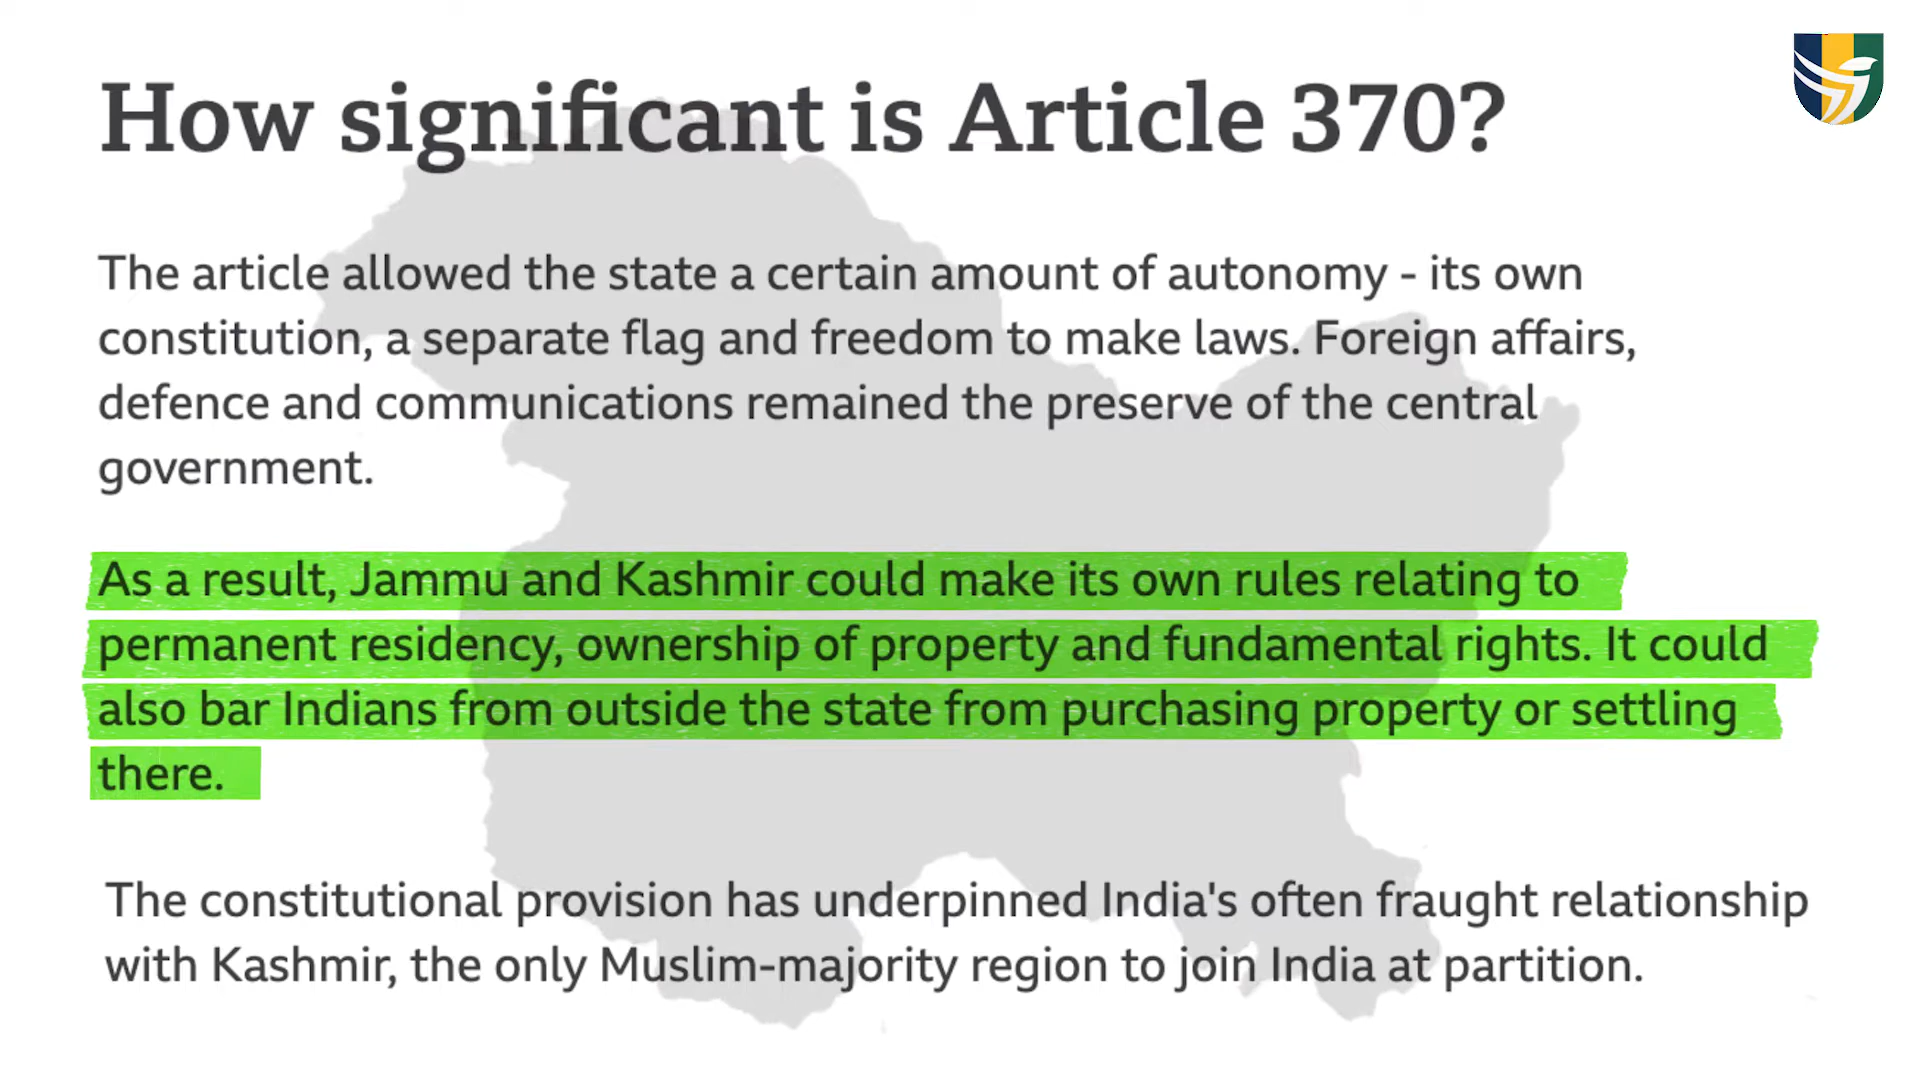 How significant is Article 370?
The article allowed the state a certain amount of autonomy - its own
constitution, a separate flag and freedom to make laws. Foreign affairs,
defence and communications remained the preserve of the central
government.
As a result, Jammu and Kashmir could make its own rules relating to
permanent residency, ownership of property and fundamental rights. It could
also bar Indians from outside the state from purchasing property or settling
there.
The constitutional provision has underpinned India's often fraught relationship
with Kashmir, the only Muslim-majority region to join India at partition.